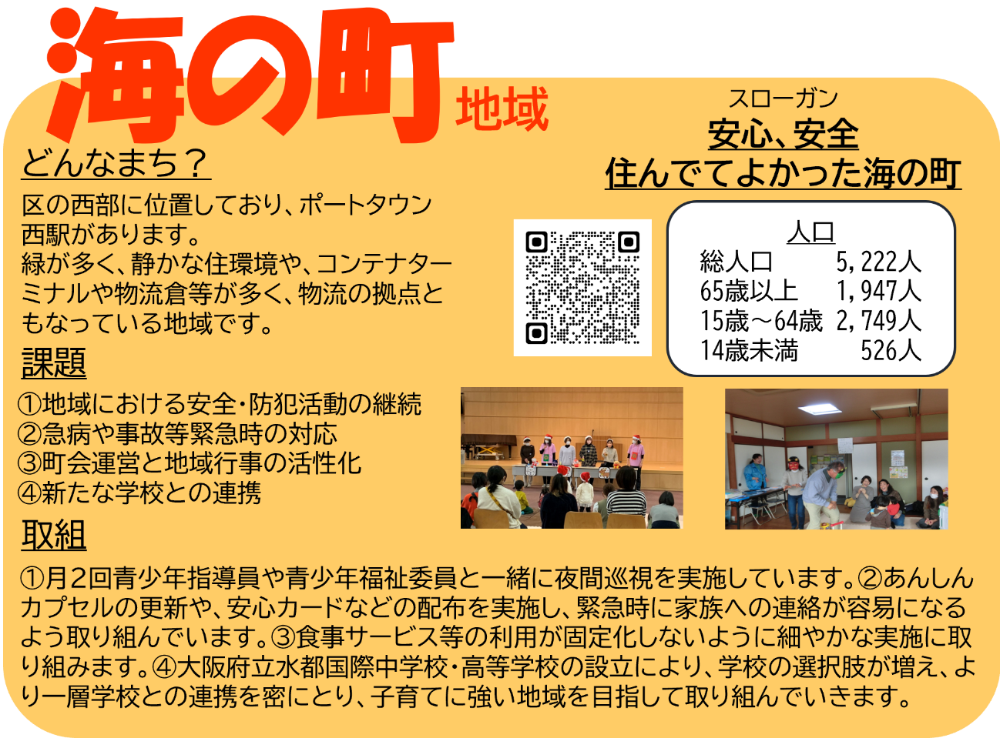 海の町地域
スローガン
安心、安全
住んでてよかった海の町
どんなまち？
区の西部に位置しており、ポートタウン
西駅があります。
緑が多く、静かな住環境や、コンテナター
ミナルや物流倉等が多く、物流の拠点と
もなっている地域です。
人口
総人口 5,222人
65歳以上 1,947人
15歳～64歳 2,749人
14歳未満 526人
課題
①地域における安全・防犯活動の継続
②急病や事故等緊急時の対応
③町会運営と地域行事の活性化
④新たな学校との連携
取組
①月２回青少年指導員や青少年福祉委員と一緒に夜間巡視を実施しています。②あんしん
カプセルの更新や、安心カードなどの配布を実施し、緊急時に家族への連絡が容易になる
よう取り組んでいます。③食事サービス等の利用が固定化しないように細やかな実施に取
り組みます。④大阪府立水都国際中学校・高等学校の設立により、学校の選択肢が増え、よ
り一層学校との連携を密にとり、子育てに強い地域を目指して取り組んでいきます。